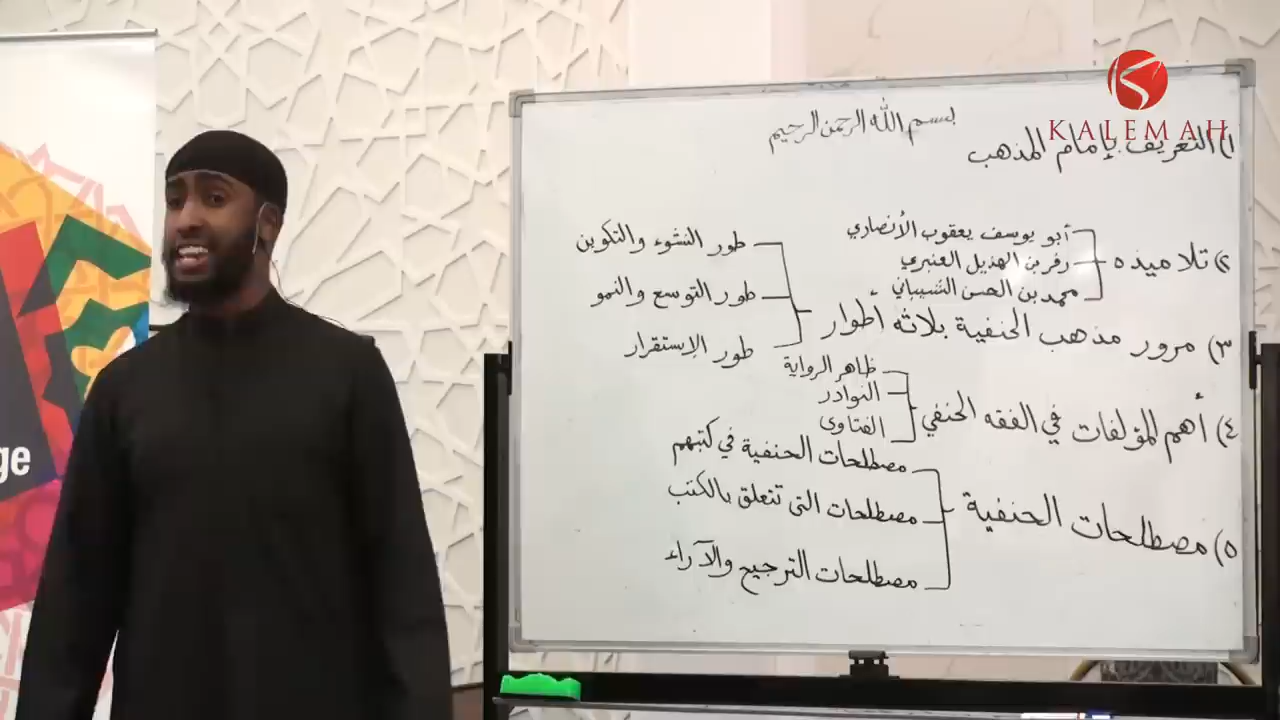 KALEMAH
بسم الله الرحمن الرحيم
١) التعريف بإمام المذهب
٢) تلاميذه
أبو يوسف يعقوب الأنصاري
زفر بن الهذيل العنبري
محمد بن الحسن الشيباني
٣) مرور مذهب الحنفية بثلاثة أطوار
طور النشوء والتكوين
طور التوسع والنمو
طور الإستقرار
٤) أهم المؤلفات في الفقه الحنفي
ظاهر الرواية
النوادر
الفتاوى
٥) مصطلحات الحنفية
مصطلحات الحنفية في كتبهم
مصطلحات التي تتعلق بالكتب
مصطلحات الترجيح والآراء
ge